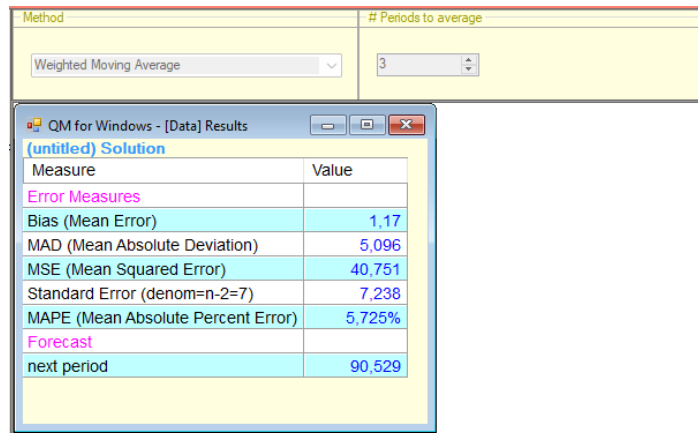 Method # Periods to average
Weighted Moving Average 3
QM for Windows - [Data] Results
(untitled) Solution
Measure Value
Error Measures
Bias (Mean Error) 1,17
MAD (Mean Absolute Deviation) 5,096
MSE (Mean Squared Error) 40,751
Standard Error (denom=n-2=7) 7,238
MAPE (Mean Absolute Percent Error) 5,725%
Forecast
next period 90,529